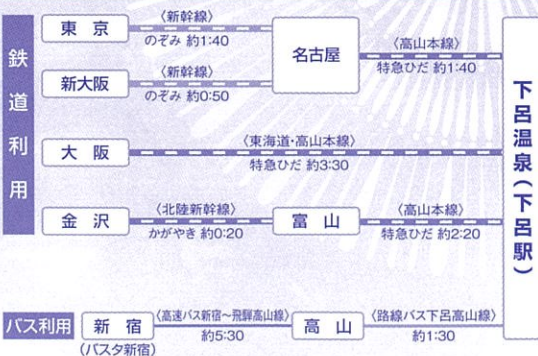 鉄道利用
東京
〈新幹線〉
のぞみ 約1:40
新大阪
〈新幹線〉
のぞみ 約0:50
名古屋
〈高山本線〉
特急ひだ 約1:40
大阪
〈東海道・高山本線〉
特急ひだ 約3:30
金沢
〈北陸新幹線〉
かがやき 約0:20
富山
〈高山本線〉
特急ひだ 約2:20
下呂温泉(下呂駅)
バス利用
新宿
(バスタ新宿)
〈高速バス新宿〜飛騨高山線〉
約5:30
高山
〈路線バス下呂高山線〉
約1:30